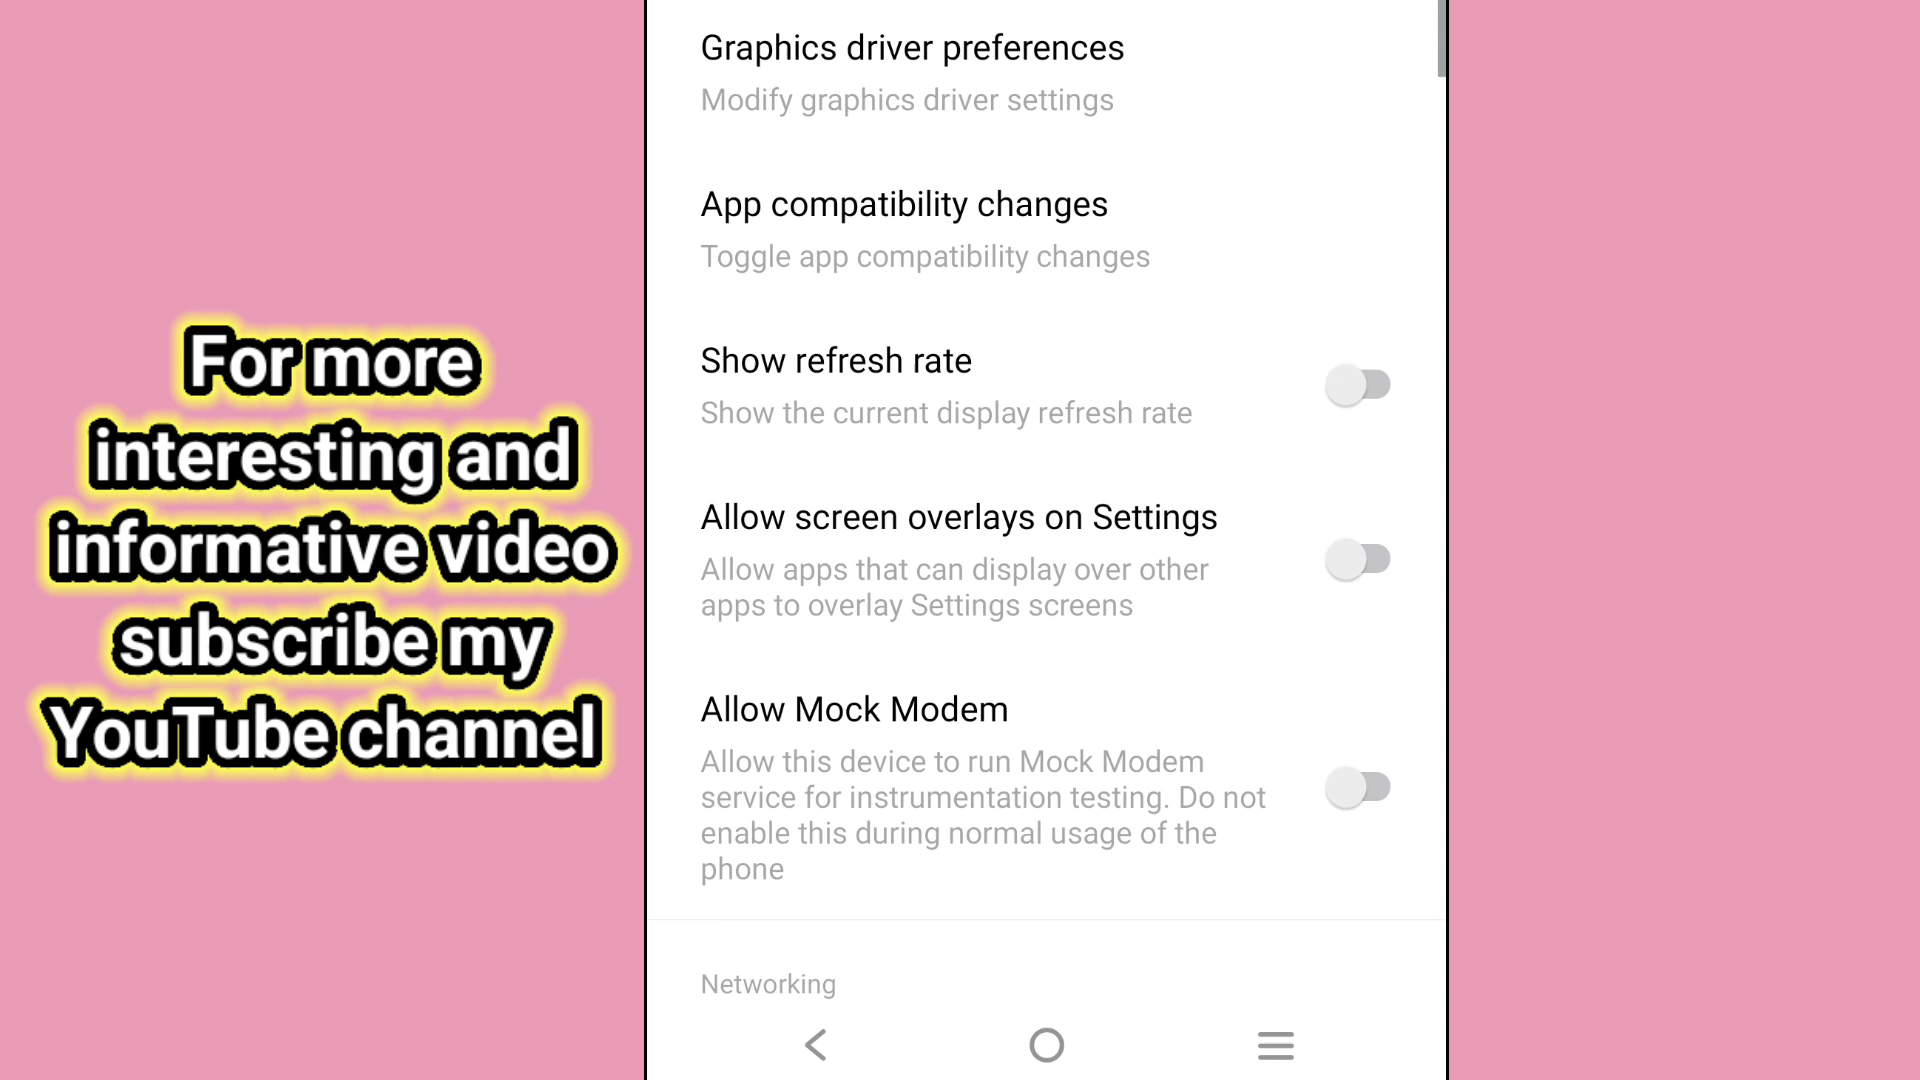 For more
interesting and
informative video
subscribe my
YouTube channel
Graphics driver preferences
Modify graphics driver settings
App compatibility changes
Toggle app compatibility changes
Show refresh rate
Show the current display refresh rate
Allow screen overlays on Settings
Allow apps that can display over other
apps to overlay Settings screens
Allow Mock Modem
Allow this device to run Mock Modem
service for instrumentation testing. Do not
enable this during normal usage of the
phone
Networking